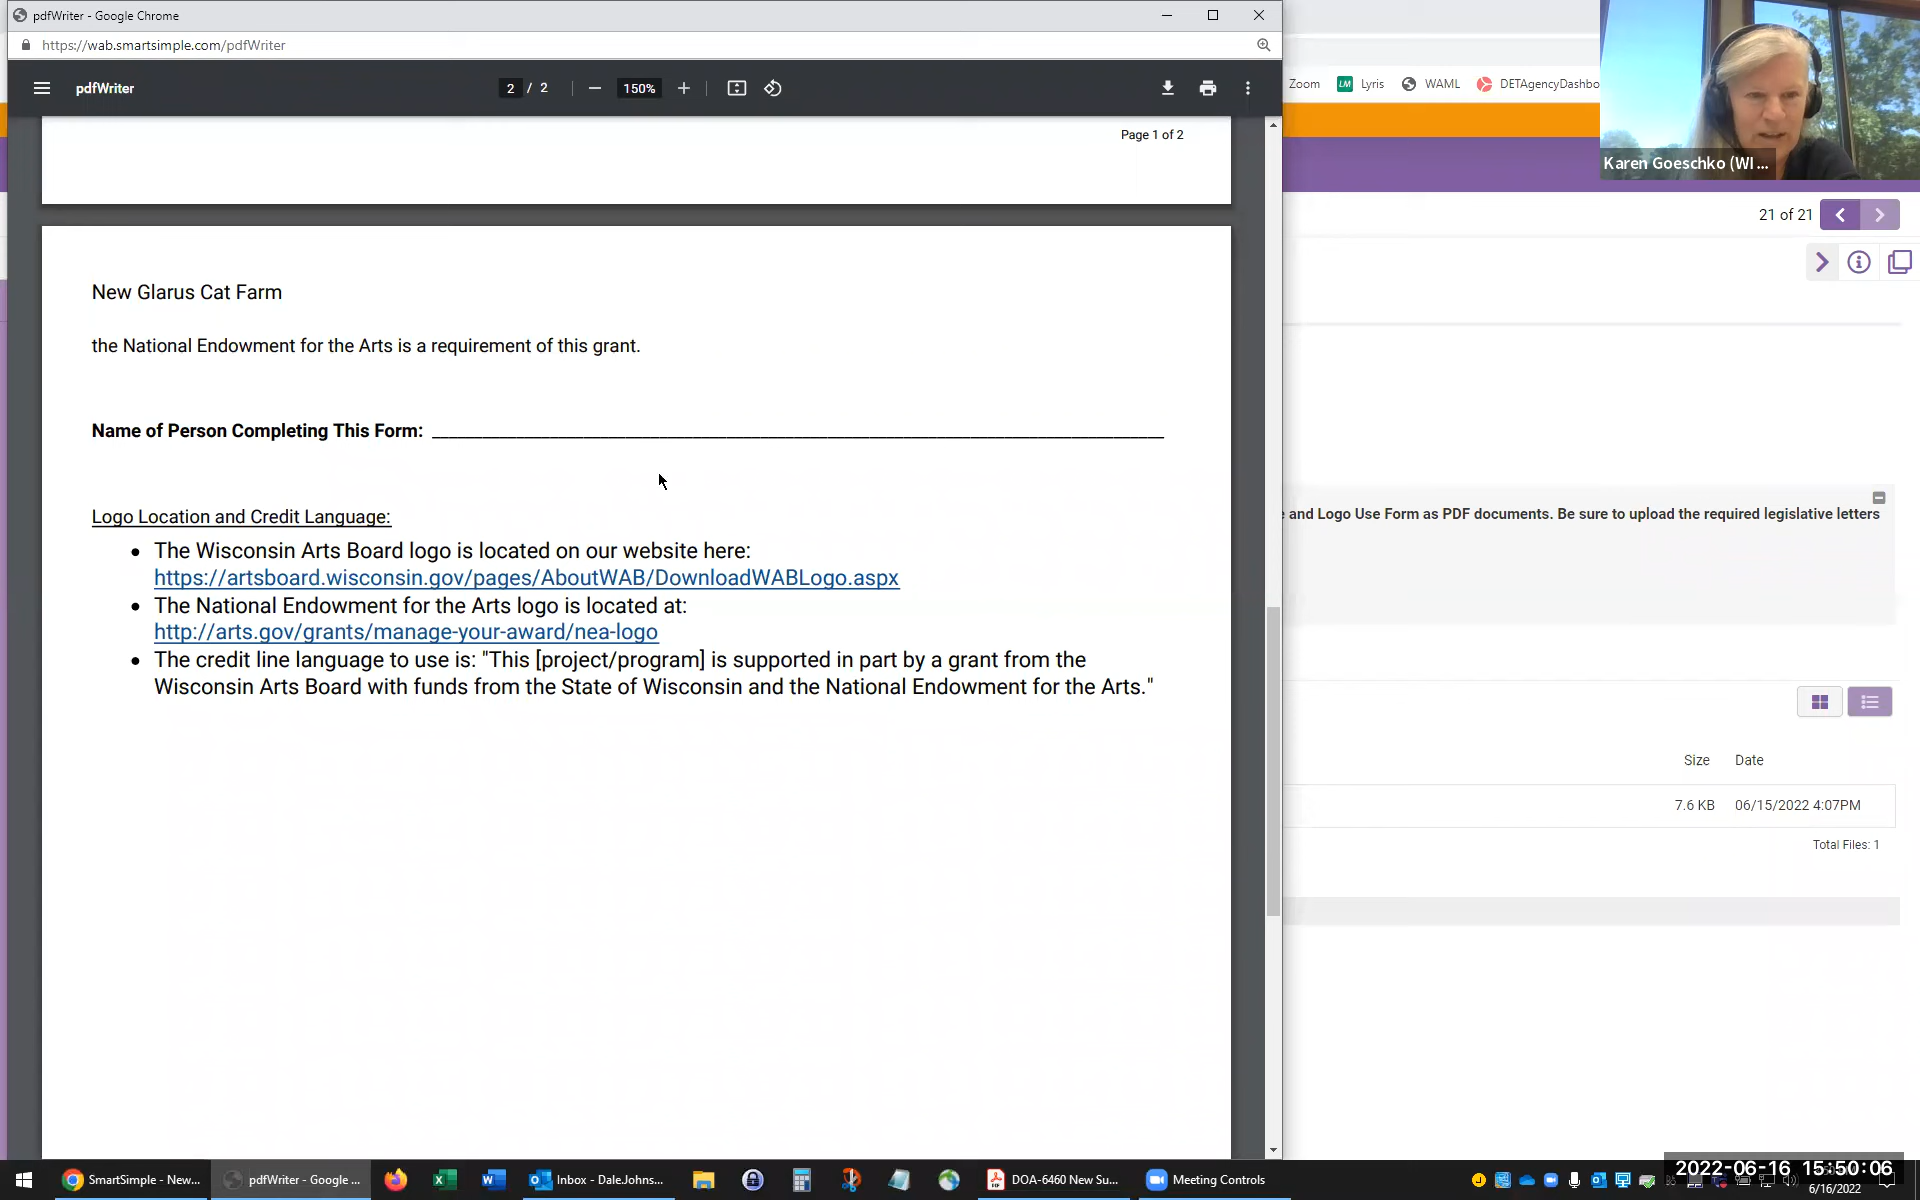 pdfWriter - Google Chrome
https://wab.smartsimple.com/pdfWriter
pdfWriter
2 / 2
150%
Zoom
LM Lyris
WAML
DETAgencyDashbo
Karen Goeschko (WI ...
Page 1 of 2
21 of 21
New Glarus Cat Farm
the National Endowment for the Arts is a requirement of this grant.
Name of Person Completing This Form:
and Logo Use Form as PDF documents. Be sure to upload the required legislative letters
Logo Location and Credit Language:
• The Wisconsin Arts Board logo is located on our website here:
https://artsboard.wisconsin.gov/pages/AboutWAB/DownloadWABLogo.aspx
• The National Endowment for the Arts logo is located at:
http://arts.gov/grants/manage-your-award/nea-logo
• The credit line language to use is: "This [project/program] is supported in part by a grant from the
Wisconsin Arts Board with funds from the State of Wisconsin and the National Endowment for the Arts."
Size Date
7.6 KB 06/15/2022 4:07PM
Total Files: 1
SmartSimple - New...
pdfWriter - Google ...
Inbox - Dale.Johns...
DOA-6460 New Su...
Meeting Controls
2022-06-16 15:50:06
6/16/2022